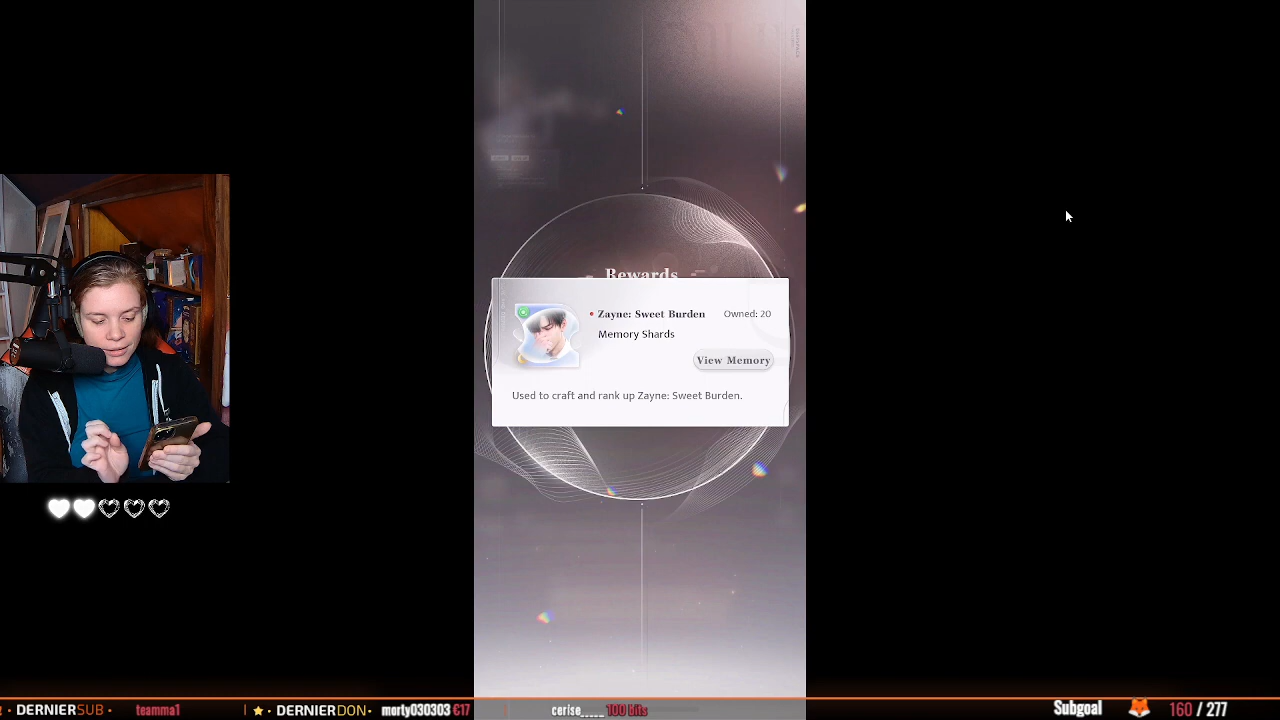 Rewards
Zayne: Sweet Burden
Owned: 20
Memory Shards
View Memory
Used to craft and rank up Zayne: Sweet Burden.
• DERNIERSUB • teamma1
• DERNIERDON• morty030303 €17
cerise_____ 100 bits
Subgoal
160 / 277